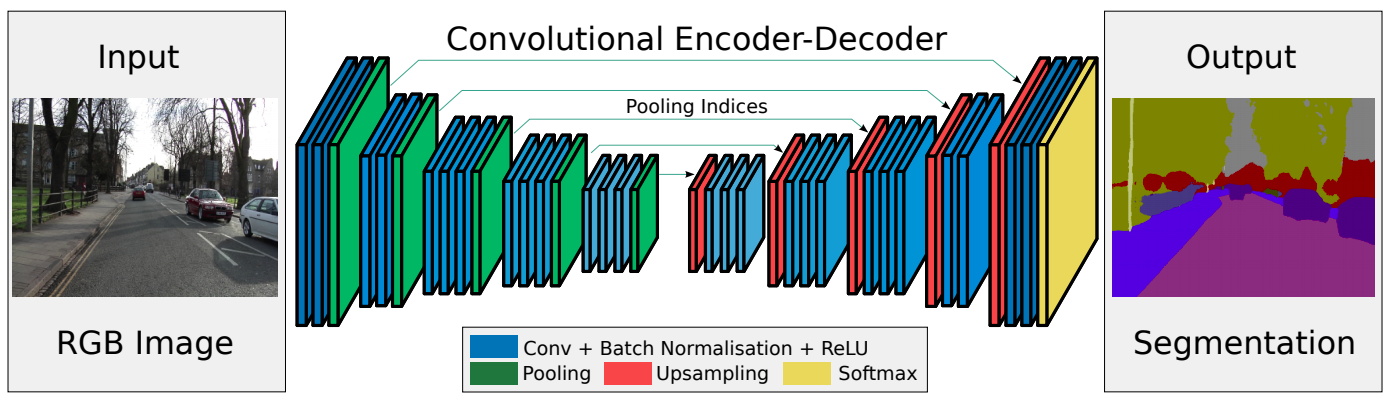 Input
RGB Image
Convolutional Encoder-Decoder
Pooling Indices
Conv + Batch Normalisation + ReLU
Pooling Upsampling Softmax
Output
Segmentation